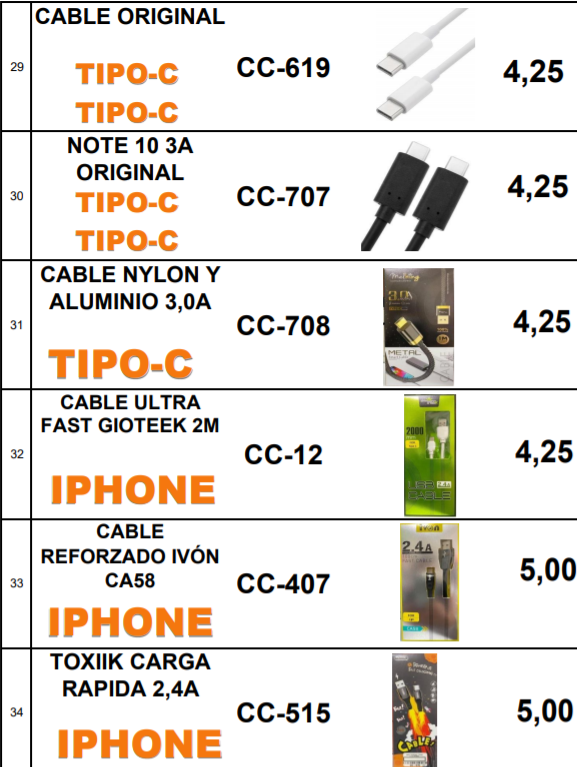 CABLE ORIGINAL
29
TIPO-C
CC-619
4,25
TIPO-C
NOTE 10 3A
ORIGINAL
30
TIPO-C
CC-707
4,25
TIPO-C
CABLE NYLON Y
ALUMINIO 3,0A
31
CC-708
4,25
TIPO-C
3.0A
METAL
CABLE ULTRA
FAST GIOTEEK 2M
32
CC-12
4,25
IPHONE
2000
USB 2.4A
CABLE
CABLE
REFORZADO IVÓN
CA58
33
CC-407
5,00
IPHONE
2.4A
TOXIIK CARGA
RAPIDA 2,4A
34
CC-515
5,00
IPHONE
CABLE